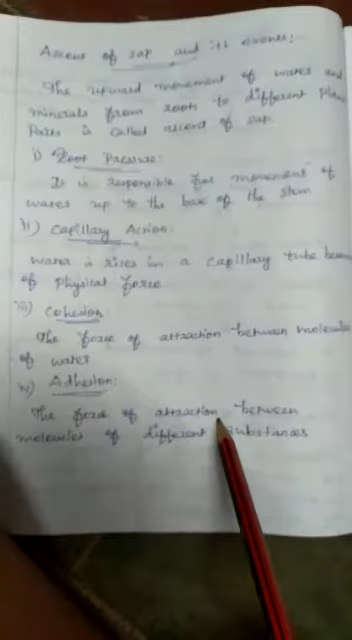 Ascent of sap and its events:-
The upward movement of water and
minerals from roots to different plant
Parts is called ascent of sap
i) Root Pressure:
It is responsible for movement of
water up to the base of the stem
ii) Capillary Action:
water is rises in a capillary tube
of physical force
iii) Cohesion
The force of attraction between molecules
of water
iv) Adhesion:
The force of attraction between
molecules of different substances